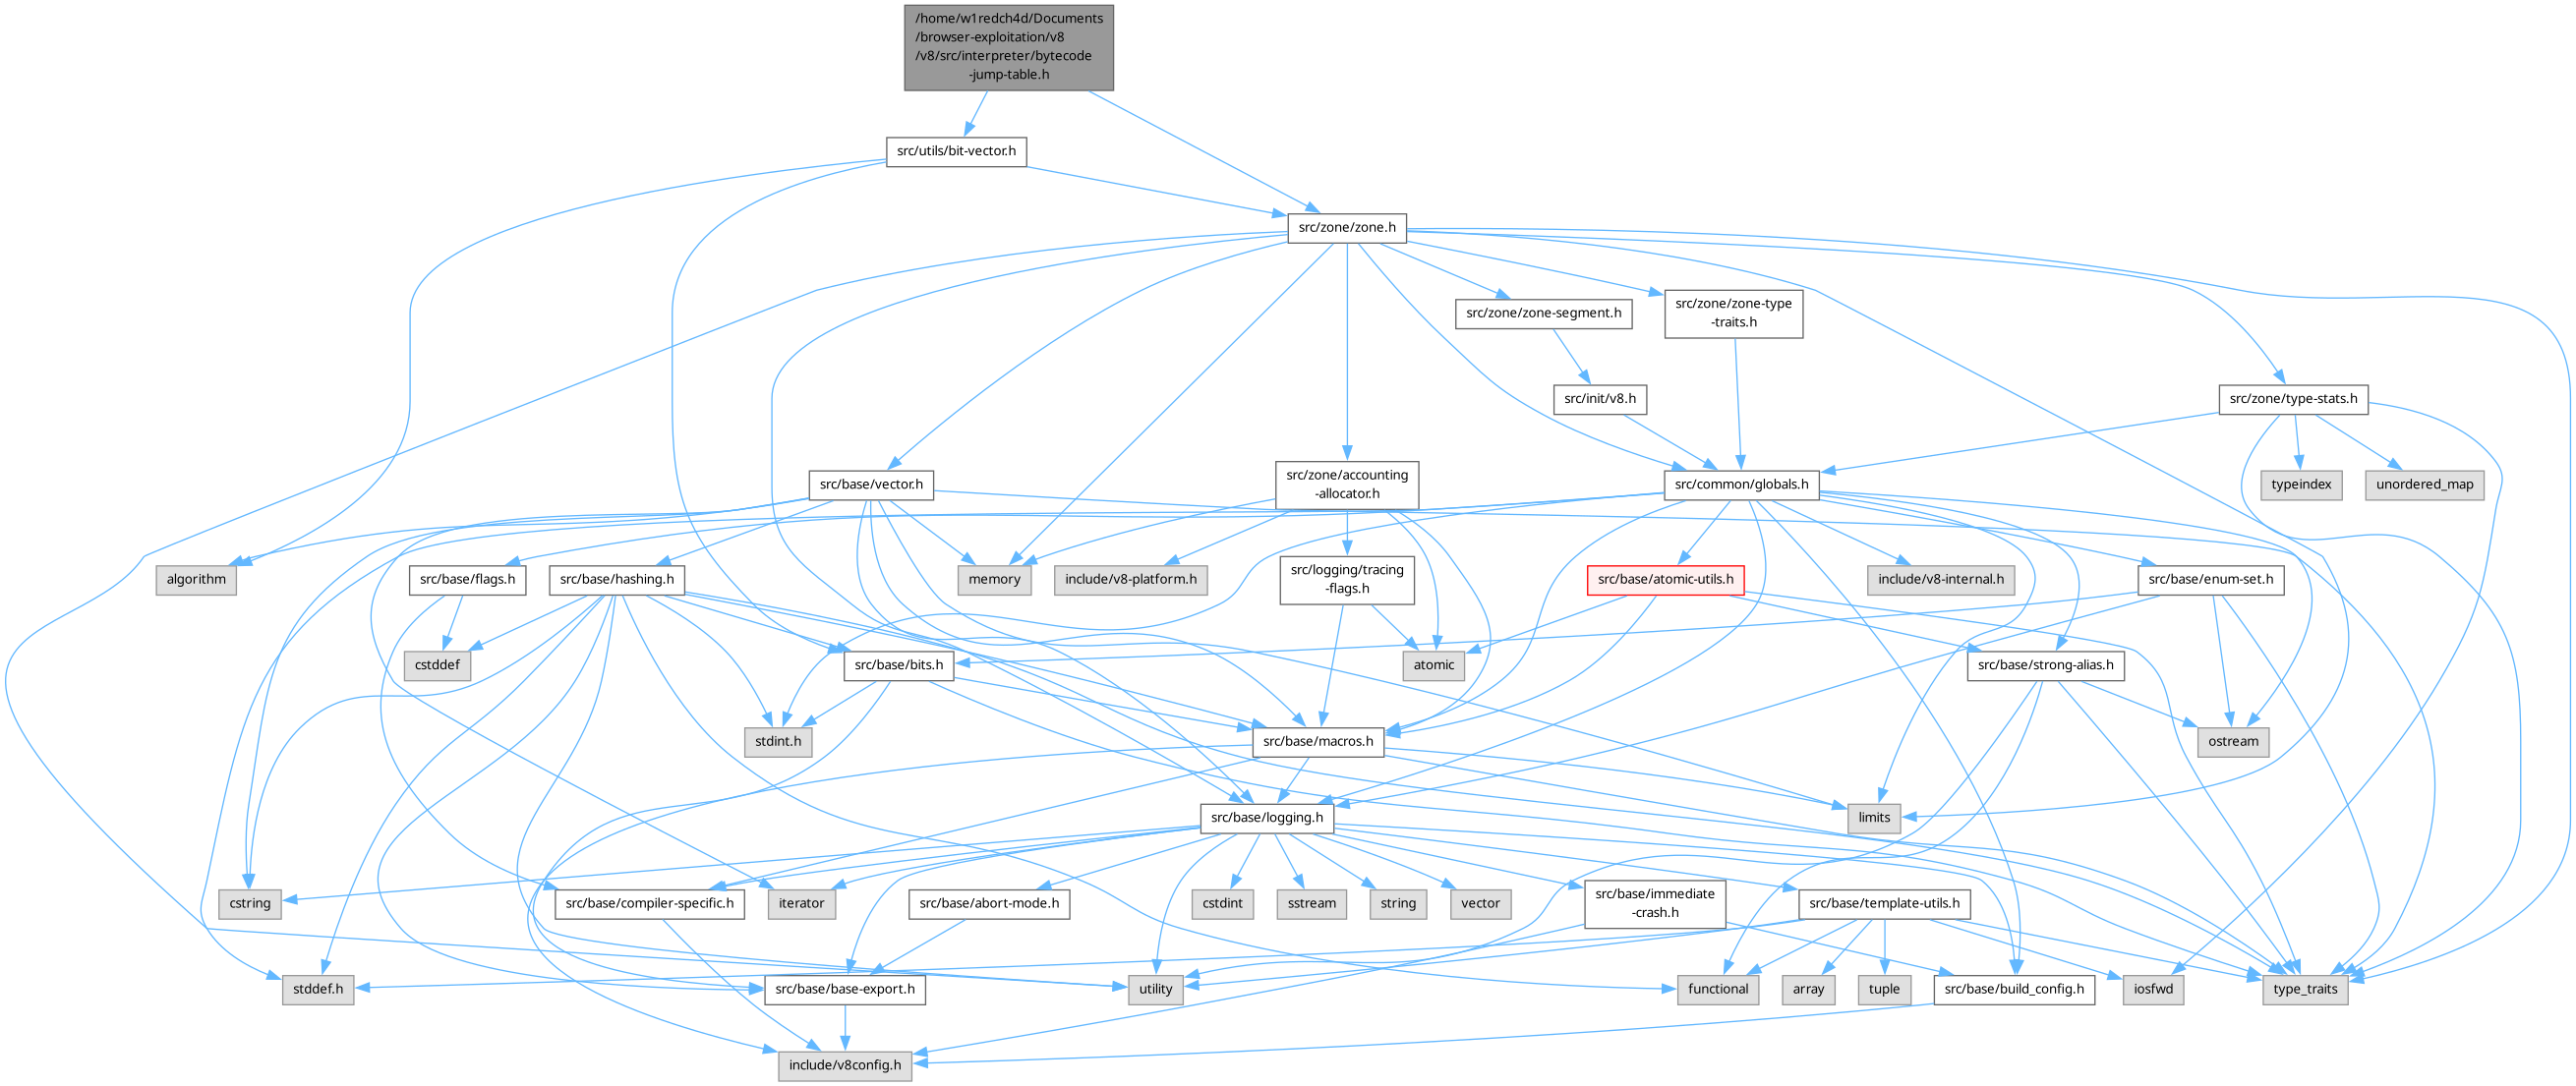 /home/w1redch4d/Documents
/browser-exploitation/v8
/v8/src/interpreter/bytecode
-jump-table.h
src/utils/bit-vector.h
src/zone/zone.h
src/zone/zone-segment.h
src/zone/zone-type
-traits.h
src/init/v8.h
src/zone/type-stats.h
src/base/vector.h
src/zone/accounting
-allocator.h
src/common/globals.h
typeindex
unordered_map
algorithm
src/base/flags.h
src/base/hashing.h
memory
include/v8-platform.h
src/logging/tracing
-flags.h
src/base/atomic-utils.h
include/v8-internal.h
src/base/enum-set.h
cstddef
src/base/bits.h
atomic
src/base/strong-alias.h
stdint.h
src/base/macros.h
ostream
src/base/logging.h
limits
cstring
src/base/compiler-specific.h
iterator
src/base/abort-mode.h
cstdint
sstream
string
vector
src/base/immediate
-crash.h
src/base/template-utils.h
stddef.h
src/base/base-export.h
utility
functional
array
tuple
src/base/build_config.h
iosfwd
type_traits
include/v8config.h